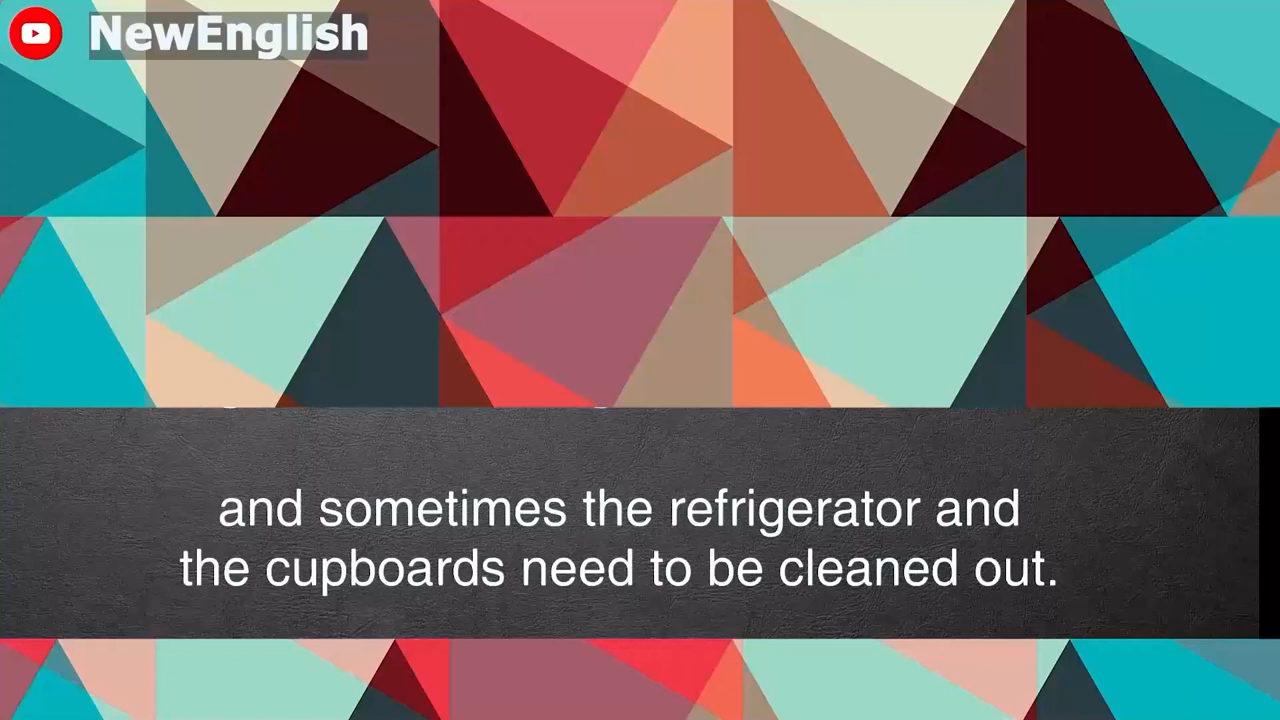 NewEnglish
and sometimes the refrigerator and
the cupboards need to be cleaned out.